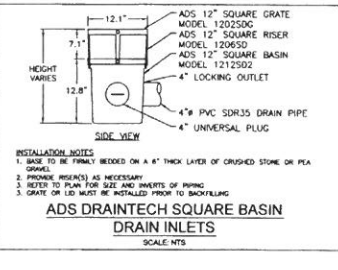 12.1"
ADS 12" SQUARE GRATE
MODEL 1202SDG
7.1"
ADS 12" SQUARE RISER
MODEL 1206SD
ADS 12" SQUARE BASIN
MODEL 1212SD2
HEIGHT
VARIES
4" LOCKING OUTLET
12.8"
4"ø PVC SDR35 DRAIN PIPE
4" UNIVERSAL PLUG
SIDE VIEW
INSTALLATION NOTES
1. BASE TO BE FIRMLY BEDDED ON A 6" THICK LAYER OF CRUSHED STONE OR PEA
GRAVEL
2. PROVIDE RISER(S) AS NECESSARY
3. REFER TO PLAN FOR SIZE AND INVERTS OF PIPING
3. GRATE OR LID MUST BE INSTALLED PRIOR TO BACKFILLING
ADS DRAINTECH SQUARE BASIN
DRAIN INLETS
SCALE: NTS